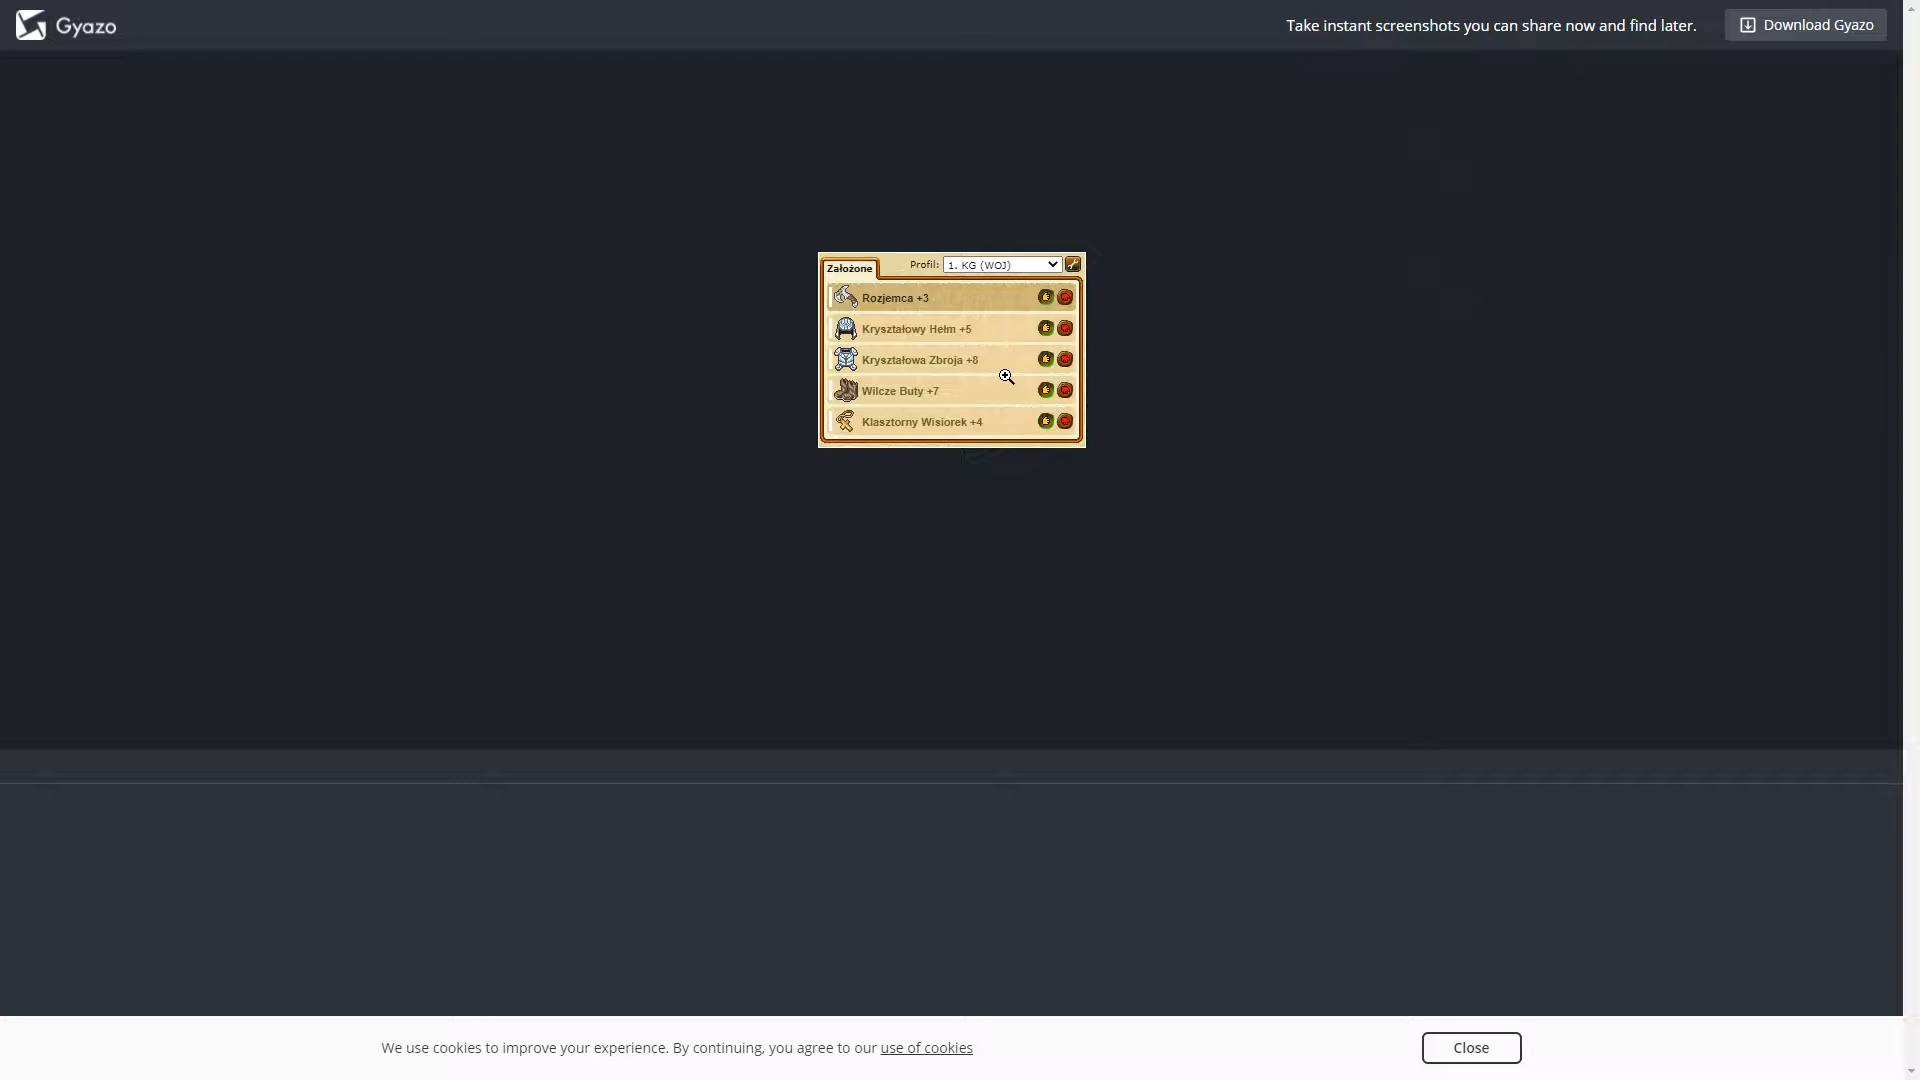 Gyazo
Take instant screenshots you can share now and find later.
Download Gyazo
Założone
Profil: 1. KG (WOJ)
Rozjemca +3
Kryształowy Hełm +5
Kryształowa Zbroja +8
Wilcze Buty +7
Klasztorny Wisiorek +4
We use cookies to improve your experience. By continuing, you agree to our use of cookies
Close